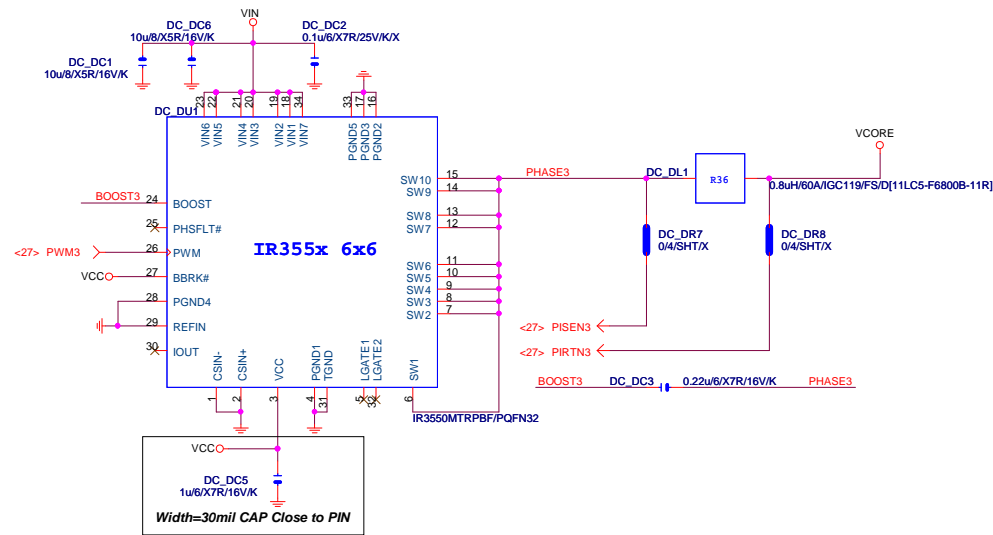 VIN
DC_DC6
10u/8/X5R/16V/K
DC_DC2
0.1u/6/X7R/25V/K/X
DC_DC1
10u/8/X5R/16V/K
DC_DU1
23 22 21 20 19 18 34 33 17 16
VIN6 VIN5 VIN4 VIN3 VIN2 VIN1 VIN7 PGND5 PGND3 PGND2
VCORE
BOOST3 24 BOOST
25 PHSFLT#
<27> PWM3 26 PWM
VCC 27 BBRK#
28 PGND4
29 REFIN
30 IOUT
IR355x 6x6
SW10 15
SW9 14
SW8 13
SW7 12
SW6 11
SW5 10
SW4 9
SW3 8
SW2 7
PHASE3
DC_DL1
R36
0.8uH/60A/IGC119/FS/D[11LC5-F6800B-11R]
DC_DR7
0/4/SHT/X
DC_DR8
0/4/SHT/X
<27> PISEN3
<27> PIRTN3
CSIN- CSIN+ VCC PGND1 TGND LGATE1 LGATE2 SW1
1 2 3 4 31 5 32 6
BOOST3 DC_DC3 0.22u/6/X7R/16V/K PHASE3
IR3550MTRPBF/PQFN32
VCC
DC_DC5
1u/6/X7R/16V/K
Width=30mil CAP Close to PIN